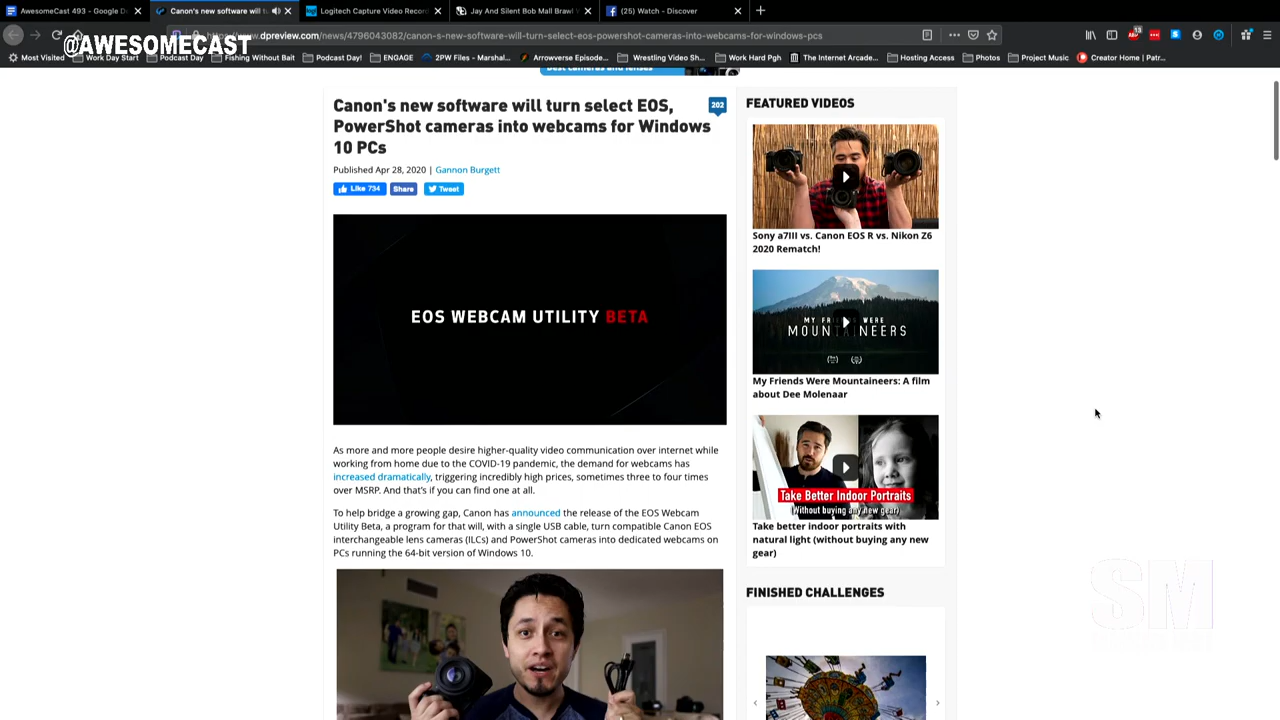 AwesomeCast 493 - Google D
Canon's new software will t
Logitech Capture Video Record
Jay And Silent Bob Mall Brawl
(25) Watch - Discover
@AWESOMECAST
www.dpreview.com/news/4796043082/canon-s-new-software-will-turn-select-eos-powershot-cameras-into-webcams-for-windows-pcs
13
Most Visited
Work Day Start
Podcast Day
Fishing Without Bait
Podcast Day!
ENGAGE
2PW Files - Marshal...
Arrowverse Episode...
Wrestling Video Sh...
Work Hard Pgh
The Internet Arcade...
Hosting Access
Photos
Project Music
Creator Home | Patr...
Best cameras and lenses
Canon's new software will turn select EOS,
PowerShot cameras into webcams for Windows
10 PCs
202
Published Apr 28, 2020 | Gannon Burgett
Like 734
Share
Tweet
EOS WEBCAM UTILITY BETA
As more and more people desire higher-quality video communication over internet while
working from home due to the COVID-19 pandemic, the demand for webcams has
increased dramatically, triggering incredibly high prices, sometimes three to four times
over MSRP. And that's if you can find one at all.
To help bridge a growing gap, Canon has announced the release of the EOS Webcam
Utility Beta, a program for that will, with a single USB cable, turn compatible Canon EOS
interchangeable lens cameras (ILCs) and PowerShot cameras into dedicated webcams on
PCs running the 64-bit version of Windows 10.
FEATURED VIDEOS
Sony a7III vs. Canon EOS R vs. Nikon Z6
2020 Rematch!
MY FRIENDS WERE
MOUNTAINEERS
My Friends Were Mountaineers: A film
about Dee Molenaar
Take Better Indoor Portraits
(Without buying any new gear)
Take better indoor portraits with
natural light (without buying any new
gear)
FINISHED CHALLENGES
SM